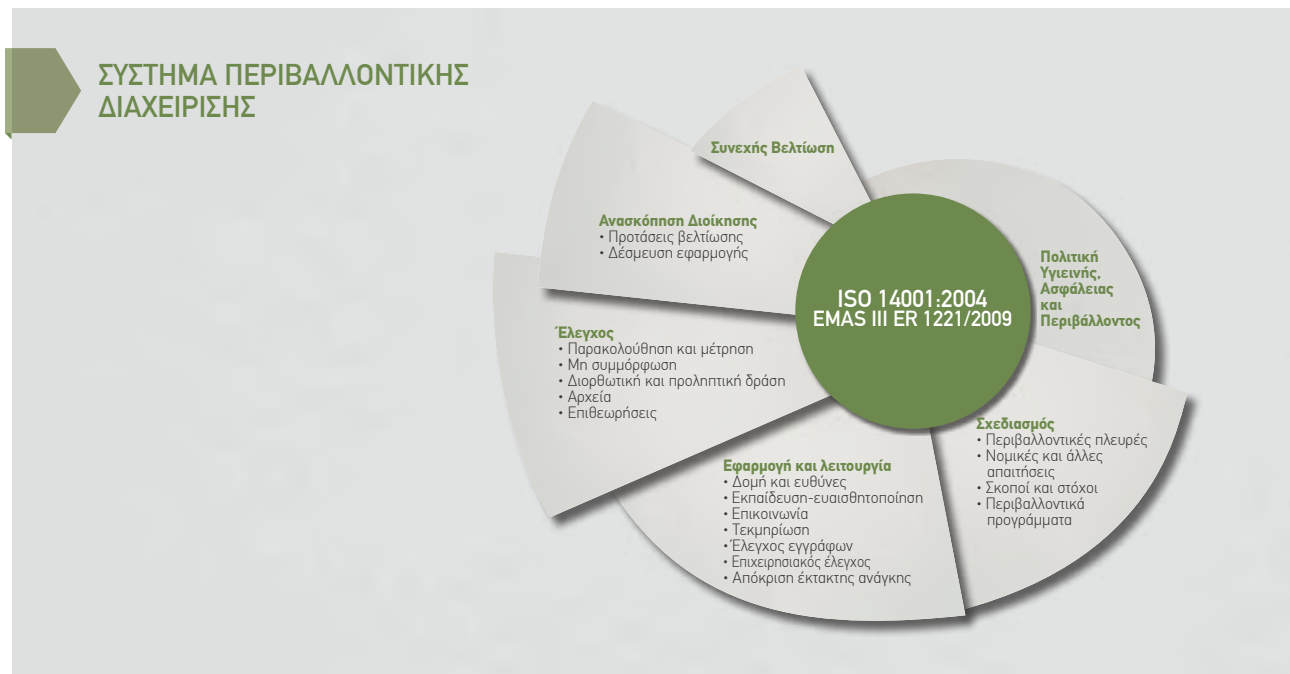 ΣΥΣΤΗΜΑ ΠΕΡΙΒΑΛΛΟΝΤΙΚΗΣ
ΔΙΑΧΕΙΡΙΣΗΣ
Συνεχής Βελτίωση
Ανασκόπηση Διοίκησης
• Προτάσεις βελτίωσης
• Δέσμευση εφαρμογής
Έλεγχος
• Παρακολούθηση και μέτρηση
• Μη συμμόρφωση
• Διορθωτική και προληπτική δράση
• Αρχεία
• Επιθεωρήσεις
ISO 14001:2004
EMAS III ER 1221/2009
Πολιτική
Υγιεινής,
Ασφάλειας
και
Περιβάλλοντος
Σχεδιασμός
• Περιβαλλοντικές πλευρές
• Νομικές και άλλες
απαιτήσεις
• Σκοποί και στόχοι
• Περιβαλλοντικά
προγράμματα
Εφαρμογή και λειτουργία
• Δομή και ευθύνες
• Εκπαίδευση-ευαισθητοποίηση
• Επικοινωνία
• Τεκμηρίωση
• Έλεγχος εγγράφων
• Επιχειρησιακός έλεγχος
• Απόκριση έκτακτης ανάγκης